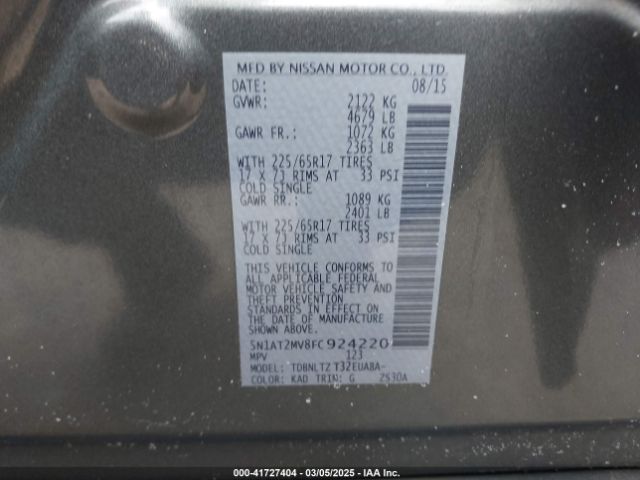 MFD BY NISSAN MOTOR CO., LTD.
DATE: 08/15
GVWR: 2122 KG
4679 LB
GAWR FR.: 1072 KG
2363 LB
WITH 225/65R17 TIRES
17 X 7J RIMS AT 33 PSI
COLD SINGLE
GAWR RR.: 1089 KG
2401 LB
WITH 225/65R17 TIRES
17 X 7J RIMS AT 33 PSI
COLD SINGLE
THIS VEHICLE CONFORMS TO
ALL APPLICABLE FEDERAL
MOTOR VEHICLE SAFETY AND
THEFT PREVENTION
STANDARDS IN EFFECT ON
THE DATE OF MANUFACTURE
SHOWN ABOVE.
5N1AT2MV8FC924220
MPV 123
MODEL: TDBNLTZ T32EUABA-
COLOR: KAD TRIM: G 2S30A
000-41727404 — 03/05/2025 — IAA Inc.